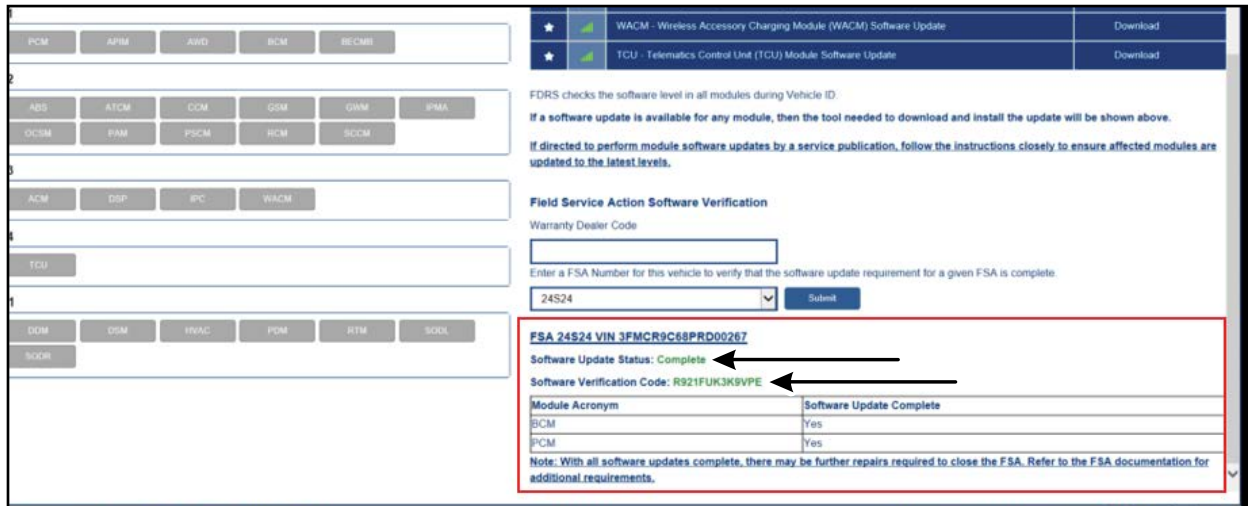 1
PCM APIM AWD BCM BECMB
2
ABS ATCM CCM GSM GWM IPMA
OCSM PAM PSCM RCM SCCM
3
ACM DSP IPC WACM
4
TCU
1
DDM DSM HVAC PDM RTM SODL
SODR
WACM - Wireless Accessory Charging Module (WACM) Software Update Download
TCU - Telematics Control Unit (TCU) Module Software Update Download
FDRS checks the software level in all modules during Vehicle ID.
If a software update is available for any module, then the tool needed to download and install the update will be shown above.
If directed to perform module software updates by a service publication, follow the instructions closely to ensure affected modules are
updated to the latest levels.
Field Service Action Software Verification
Warranty Dealer Code
Enter a FSA Number for this vehicle to verify that the software update requirement for a given FSA is complete.
24S24 Submit
FSA 24S24 VIN 3FMCR9C68PRD00267
Software Update Status: Complete
Software Verification Code: R921FUK3K9VPE
Module Acronym Software Update Complete
BCM Yes
PCM Yes
Note: With all software updates complete, there may be further repairs required to close the FSA. Refer to the FSA documentation for
additional requirements.